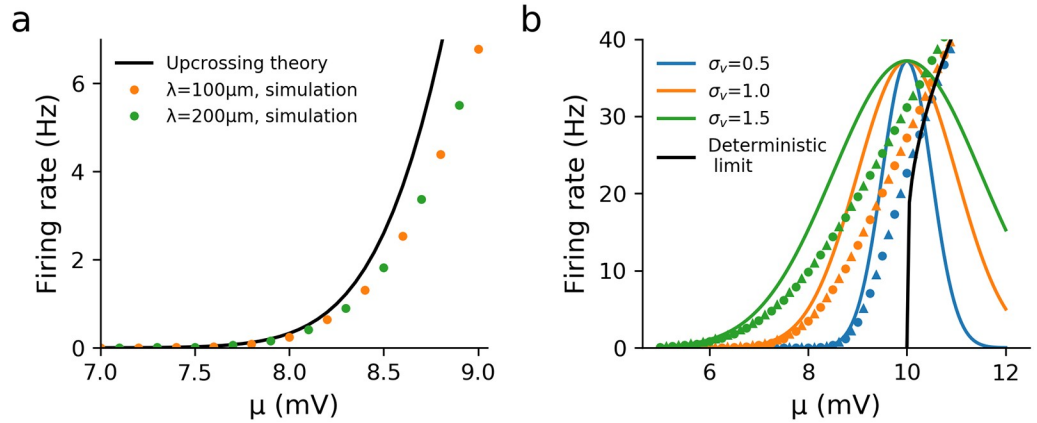 a
Firing rate (Hz)
6
4
2
0
7.0
7.5
8.0
8.5
9.0
μ (mV)
Upcrossing theory
λ=100μm, simulation
λ=200μm, simulation
b
Firing rate (Hz)
40
30
20
10
0
6
8
10
12
μ (mV)
σᵥ=0.5
σᵥ=1.0
σᵥ=1.5
Deterministic
limit